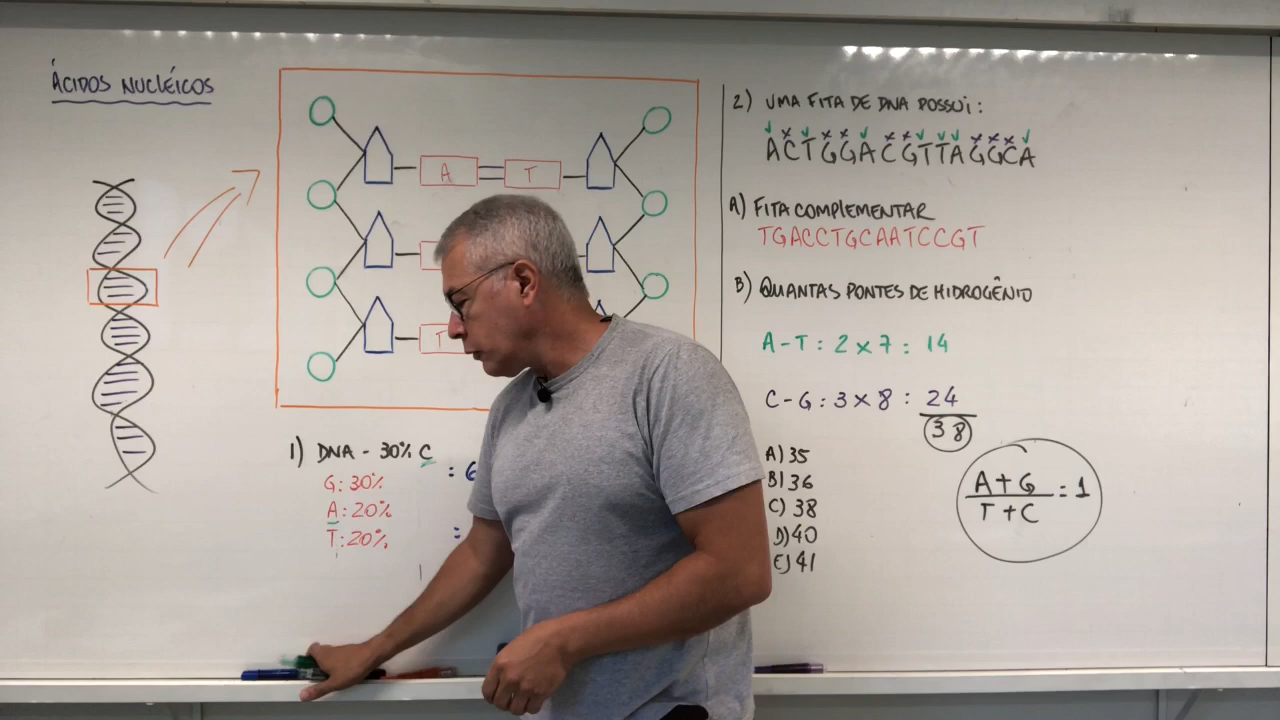 ÁCIDOS NUCLÉICOS
A T
T
1) DNA - 30% C
G: 30%
A: 20%
T: 20%
: 6
:
2) UMA FITA DE DNA POSSUI:
ACTGGACGTTAGGCA
A) FITA COMPLEMENTAR
TGACCTGCAATCCGT
B) QUANTAS PONTES DE HIDROGÊNIO
A-T: 2 x 7: 14
C-G: 3 x 8: 24
38
A) 35
B) 36
C) 38
D) 40
E) 41
A+G
= 1
T+C